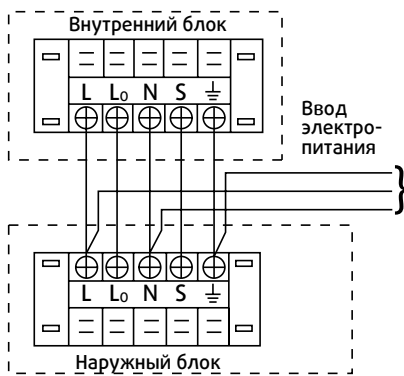 Внутренний блок
L L₀ N S
Ввод
электро-
питания
L L₀ N S
Наружный блок